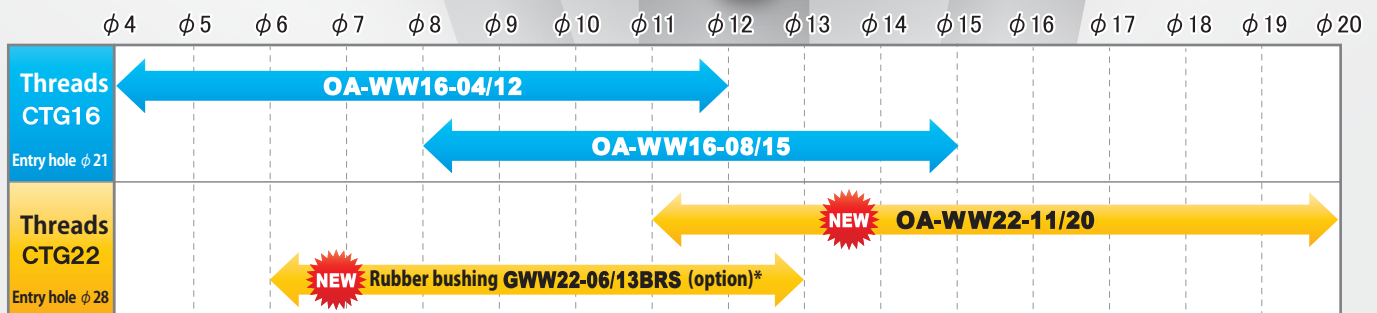 φ4 φ5 φ6 φ7 φ8 φ9 φ10 φ11 φ12 φ13 φ14 φ15 φ16 φ17 φ18 φ19 φ20
Threads
CTG16
Entry hole φ21
OA-WW16-04/12
OA-WW16-08/15
Threads
CTG22
Entry hole φ28
NEW OA-WW22-11/20
NEW Rubber bushing GWW22-06/13BRS (option)*